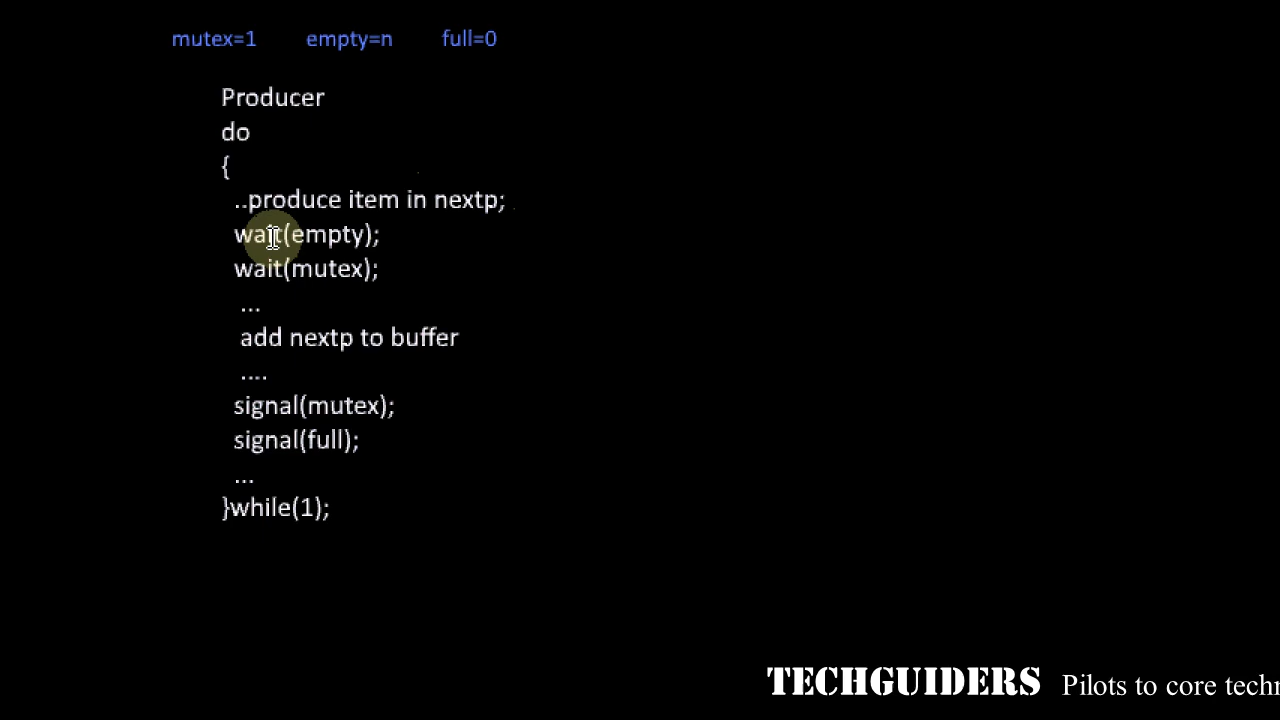 mutex=1 empty=n full=0
Producer
do
{
..produce item in nextp;
wait(empty);
wait(mutex);
...
add nextp to buffer
....
signal(mutex);
signal(full);
...
}while(1);
TECHGUIDERS Pilots to core techn